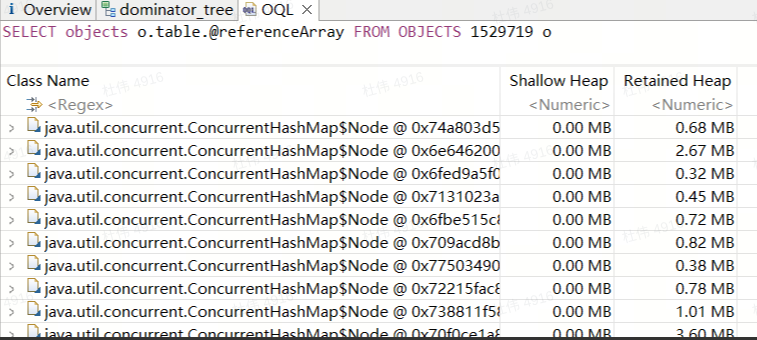 Overview dominator_tree OQL
SELECT objects o.table.@referenceArray FROM OBJECTS 1529719 o
Class Name Shallow Heap Retained Heap
<Regex> <Numeric> <Numeric>
java.util.concurrent.ConcurrentHashMap$Node @ 0x74a803d5 0.00 MB 0.68 MB
java.util.concurrent.ConcurrentHashMap$Node @ 0x6e646200 0.00 MB 2.67 MB
java.util.concurrent.ConcurrentHashMap$Node @ 0x6fed9a5f0 0.00 MB 0.32 MB
java.util.concurrent.ConcurrentHashMap$Node @ 0x7131023a 0.00 MB 0.45 MB
java.util.concurrent.ConcurrentHashMap$Node @ 0x6fbe515c8 0.00 MB 0.72 MB
java.util.concurrent.ConcurrentHashMap$Node @ 0x709acd8b 0.00 MB 0.82 MB
java.util.concurrent.ConcurrentHashMap$Node @ 0x77503490 0.00 MB 0.38 MB
java.util.concurrent.ConcurrentHashMap$Node @ 0x72215fac8 0.00 MB 0.78 MB
java.util.concurrent.ConcurrentHashMap$Node @ 0x738811f58 0.00 MB 1.01 MB
java.util.concurrent.ConcurrentHashMap$Node @ 0x70f0ce1a8 0.00 MB 3.60 MB
杜伟 4916